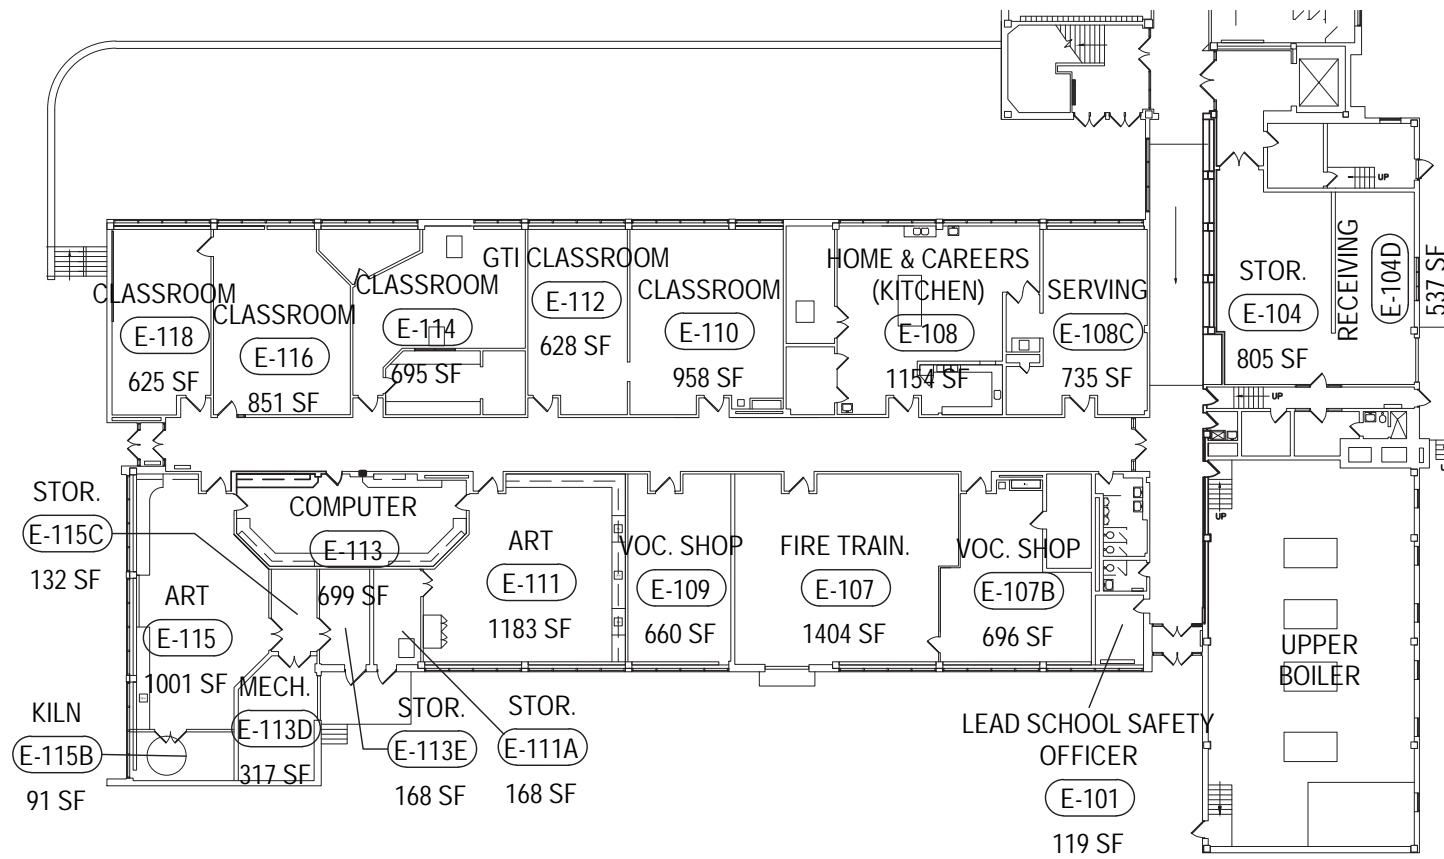 CLASSROOM
E-118
625 SF
CLASSROOM
E-116
851 SF
CLASSROOM
E-114
695 SF
GTI CLASSROOM
E-112
628 SF
CLASSROOM
E-110
958 SF
HOME & CAREERS
(KITCHEN)
E-108
1154 SF
SERVING
E-108C
735 SF
STOR.
E-104
805 SF
RECEIVING
E-104D
537 SF
UP
UP
UP
STOR.
E-115C
132 SF
ART
E-115
1001 SF
KILN
E-115B
91 SF
COMPUTER
E-113
699 SF
MECH.
E-113D
317 SF
STOR.
E-113E
168 SF
STOR.
E-111A
168 SF
ART
E-111
1183 SF
VOC. SHOP
E-109
660 SF
FIRE TRAIN.
E-107
1404 SF
VOC. SHOP
E-107B
696 SF
LEAD SCHOOL SAFETY
OFFICER
E-101
119 SF
UPPER
BOILER